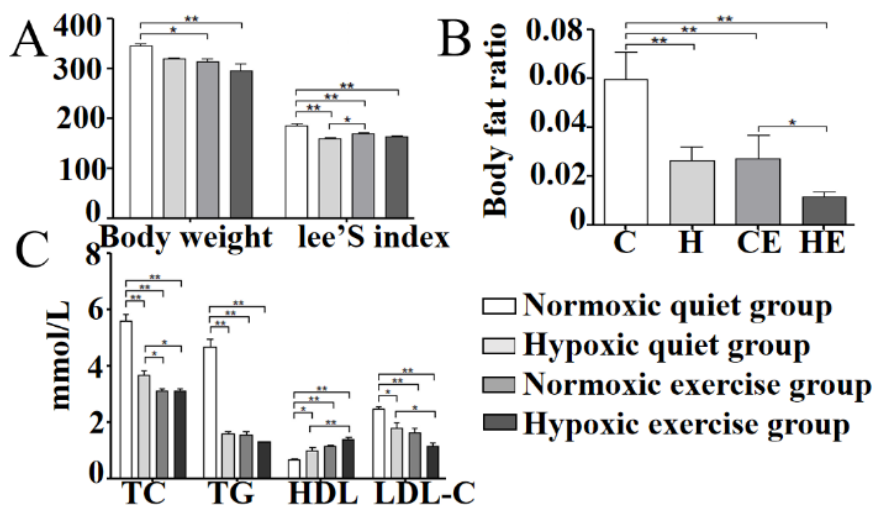 A
400
300
200
100
0
**
*
**
**
**
*
Body weight
lee'S index
B
Body fat ratio
0.08
0.06
0.04
0.02
0
**
**
**
*
C
H
CE
HE
C
mmol/L
8
6
4
2
0
**
**
**
*
*
**
**
**
**
**
*
**
**
**
*
*
TC
TG
HDL
LDL-C
Normoxic quiet group
Hypoxic quiet group
Normoxic exercise group
Hypoxic exercise group